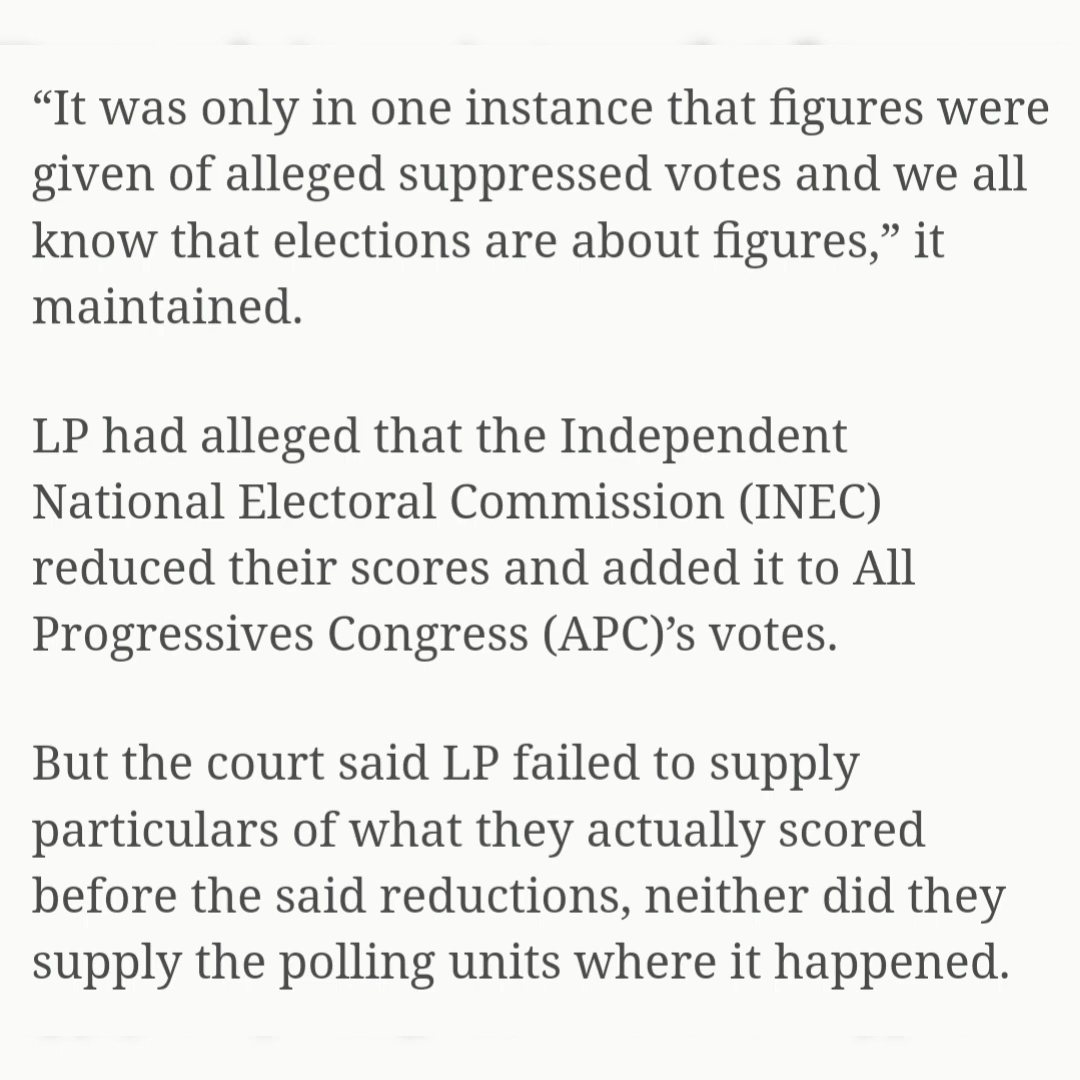 “It was only in one instance that figures were
given of alleged suppressed votes and we all
know that elections are about figures,” it
maintained.
LP had alleged that the Independent
National Electoral Commission (INEC)
reduced their scores and added it to All
Progressives Congress (APC)’s votes.
But the court said LP failed to supply
particulars of what they actually scored
before the said reductions, neither did they
supply the polling units where it happened.